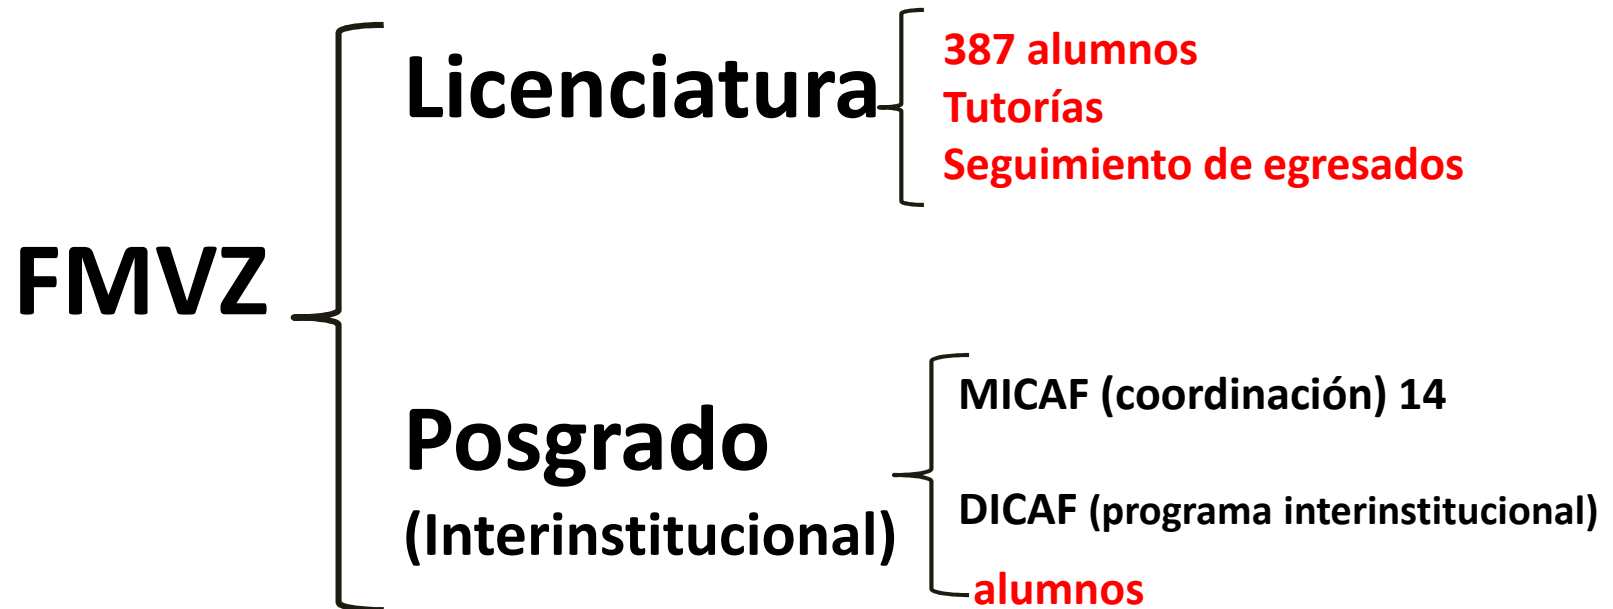 FMVZ
Licenciatura
387 alumnos
Tutorías
Seguimiento de egresados
Posgrado
(Interinstitucional)
MICAF (coordinación) 14
DICAF (programa interinstitucional)
alumnos